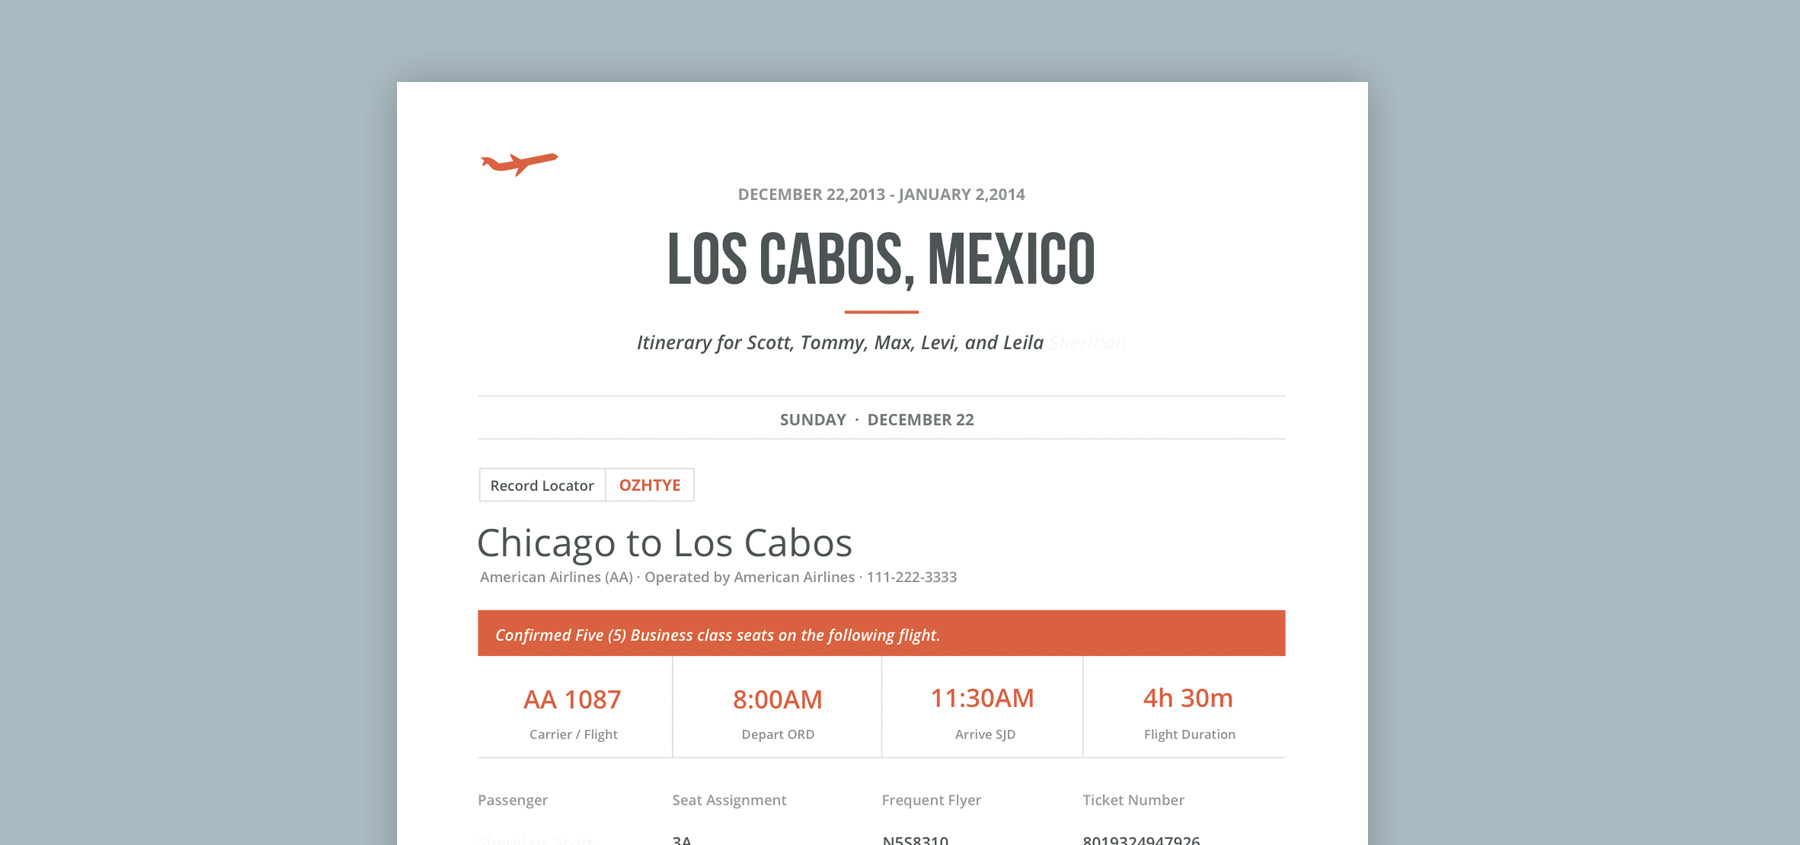 DECEMBER 22,2013 - JANUARY 2,2014
LOS CABOS, MEXICO
Itinerary for Scott, Tommy, Max, Levi, and Leila Sheridan
SUNDAY · DECEMBER 22
Record Locator OZHTYE
Chicago to Los Cabos
American Airlines (AA) · Operated by American Airlines · 111-222-3333
Confirmed Five (5) Business class seats on the following flight.
AA 1087 8:00AM 11:30AM 4h 30m
Carrier / Flight Depart ORD Arrive SJD Flight Duration
Passenger Seat Assignment Frequent Flyer Ticket Number
Sheridan, Scott 3A N5S8310 8019324947926